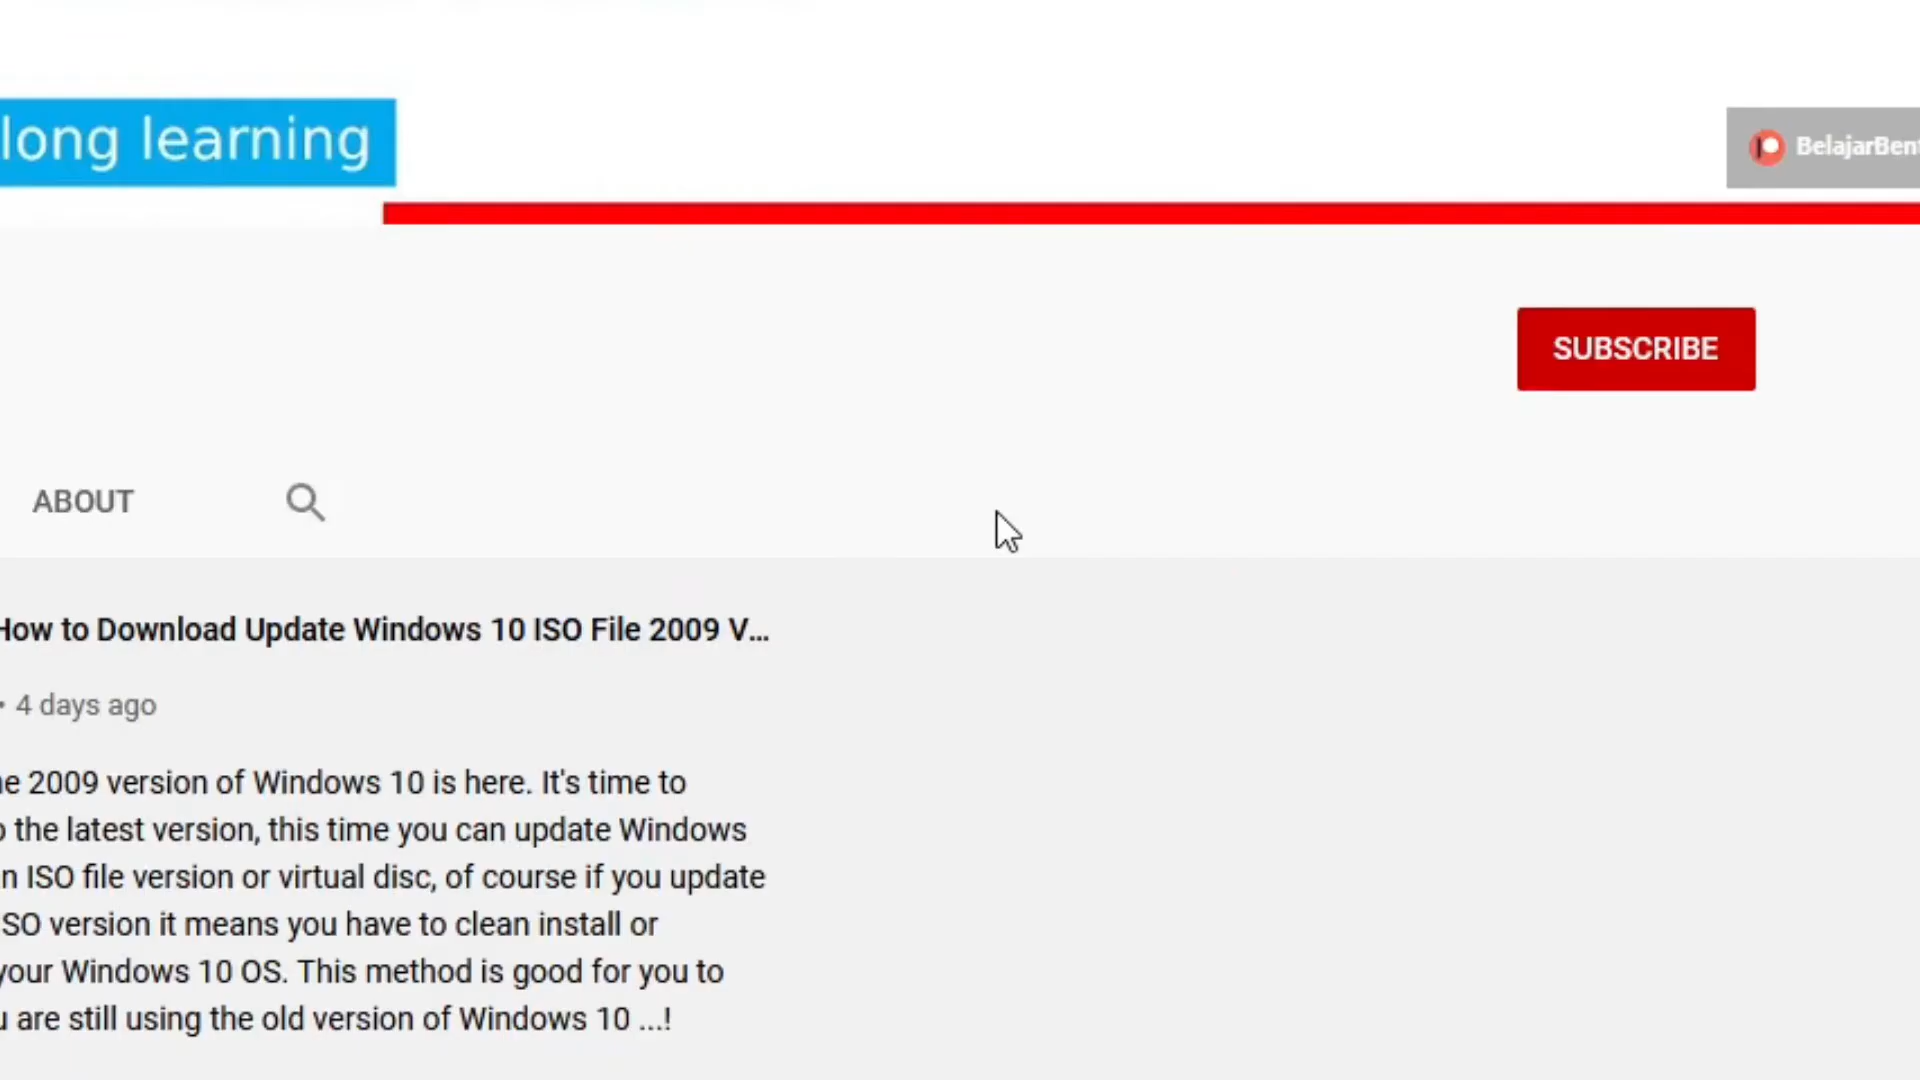 long learning
BelajarBent
SUBSCRIBE
ABOUT
How to Download Update Windows 10 ISO File 2009 V...
• 4 days ago
e 2009 version of Windows 10 is here. It's time to
the latest version, this time you can update Windows
n ISO file version or virtual disc, of course if you update
SO version it means you have to clean install or
your Windows 10 OS. This method is good for you to
are still using the old version of Windows 10 ...!